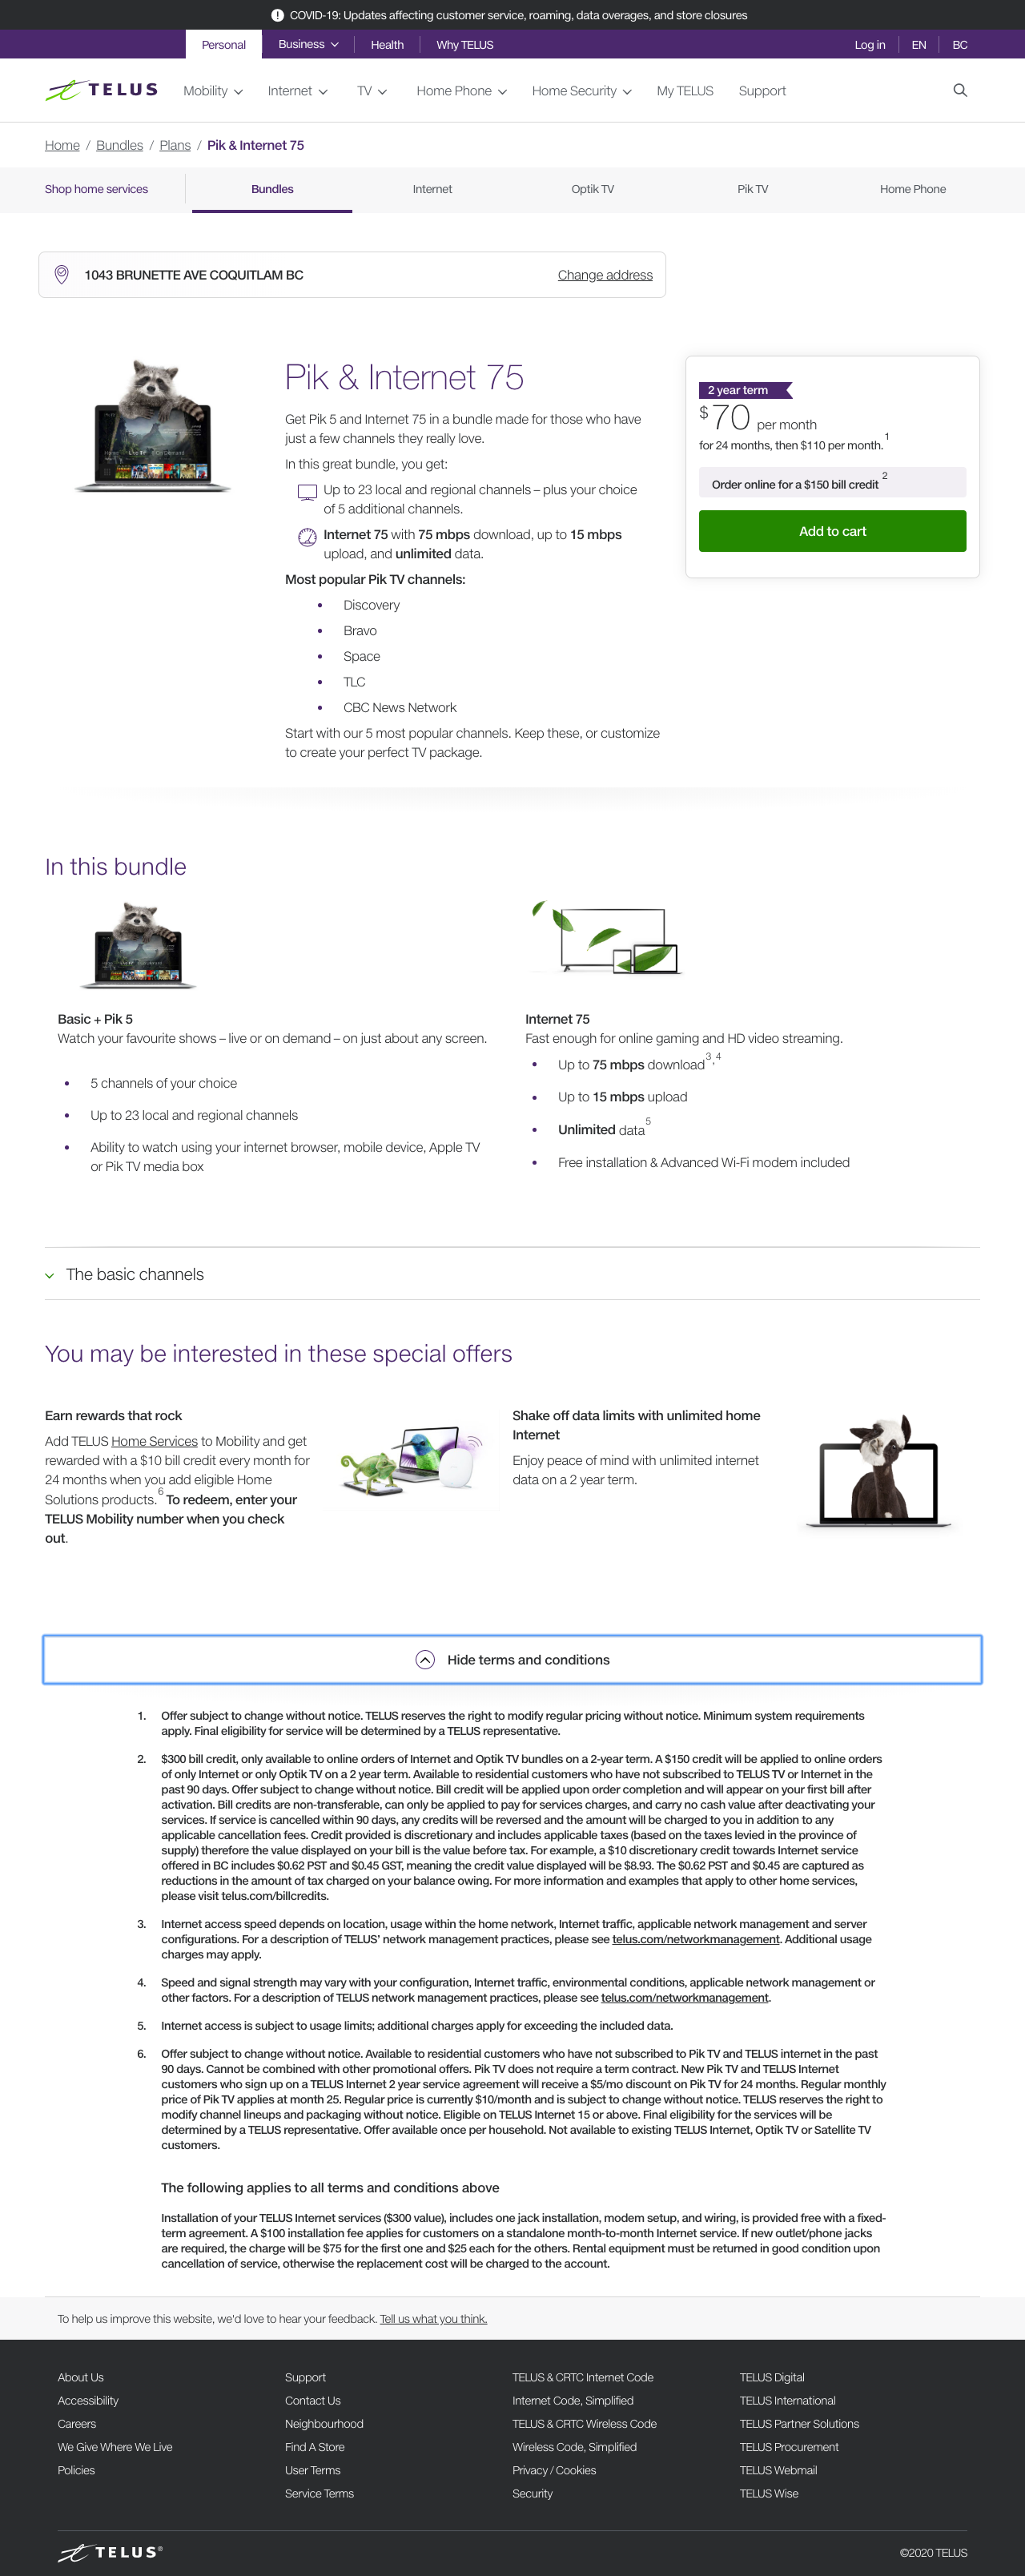 COVID-19: Updates affecting customer service, roaming, data overages, and store closures
Personal
Business
Health
Why TELUS
Log in
EN
BC
TELUS
Mobility
Internet
TV
Home Phone
Home Security
My TELUS
Support
Home / Bundles / Plans / Pik & Internet 75
Shop home services
Bundles
Internet
Optik TV
Pik TV
Home Phone
1043 BRUNETTE AVE COQUITLAM BC
Change address
Pik & Internet 75
Get Pik 5 and Internet 75 in a bundle made for those who have
just a few channels they really love.
In this great bundle, you get:
Up to 23 local and regional channels – plus your choice
of 5 additional channels.
Internet 75 with 75 mbps download, up to 15 mbps
upload, and unlimited data.
Most popular Pik TV channels:
• Discovery
• Bravo
• Space
• TLC
• CBC News Network
Start with our 5 most popular channels. Keep these, or customize
to create your perfect TV package.
2 year term
$70 per month
for 24 months, then $110 per month.1
Order online for a $150 bill credit 2
Add to cart
In this bundle
Basic + Pik 5
Watch your favourite shows – live or on demand – on just about any screen.
• 5 channels of your choice
• Up to 23 local and regional channels
• Ability to watch using your internet browser, mobile device, Apple TV
or Pik TV media box
Internet 75
Fast enough for online gaming and HD video streaming.
• Up to 75 mbps download3,4
• Up to 15 mbps upload
• Unlimited data5
• Free installation & Advanced Wi-Fi modem included
The basic channels
You may be interested in these special offers
Earn rewards that rock
Add TELUS Home Services to Mobility and get
rewarded with a $10 bill credit every month for
24 months when you add eligible Home
Solutions products.6 To redeem, enter your
TELUS Mobility number when you check
out.
Shake off data limits with unlimited home
Internet
Enjoy peace of mind with unlimited internet
data on a 2 year term.
Hide terms and conditions
1. Offer subject to change without notice. TELUS reserves the right to modify regular pricing without notice. Minimum system requirements
apply. Final eligibility for service will be determined by a TELUS representative.
2. $300 bill credit, only available to online orders of Internet and Optik TV bundles on a 2-year term. A $150 credit will be applied to online orders
of only Internet or only Optik TV on a 2 year term. Available to residential customers who have not subscribed to TELUS TV or Internet in the
past 90 days. Offer subject to change without notice. Bill credit will be applied upon order completion and will appear on your first bill after
activation. Bill credits are non-transferable, can only be applied to pay for services charges, and carry no cash value after deactivating your
services. If service is cancelled within 90 days, any credits will be reversed and the amount will be charged to you in addition to any
applicable cancellation fees. Credit provided is discretionary and includes applicable taxes (based on the taxes levied in the province of
supply) therefore the value displayed on your bill is the value before tax. For example, a $10 discretionary credit towards Internet service
offered in BC includes $0.62 PST and $0.45 GST, meaning the credit value displayed will be $8.93. The $0.62 PST and $0.45 are captured as
reductions in the amount of tax charged on your balance owing. For more information and examples that apply to other home services,
please visit telus.com/billcredits.
3. Internet access speed depends on location, usage within the home network, Internet traffic, applicable network management and server
configurations. For a description of TELUS' network management practices, please see telus.com/networkmanagement. Additional usage
charges may apply.
4. Speed and signal strength may vary with your configuration, Internet traffic, environmental conditions, applicable network management or
other factors. For a description of TELUS network management practices, please see telus.com/networkmanagement.
5. Internet access is subject to usage limits; additional charges apply for exceeding the included data.
6. Offer subject to change without notice. Available to residential customers who have not subscribed to Pik TV and TELUS internet in the past
90 days. Cannot be combined with other promotional offers. Pik TV does not require a term contract. New Pik TV and TELUS Internet
customers who sign up on a TELUS Internet 2 year service agreement will receive a $5/mo discount on Pik TV for 24 months. Regular monthly
price of Pik TV applies at month 25. Regular price is currently $10/month and is subject to change without notice. TELUS reserves the right to
modify channel lineups and packaging without notice. Eligible on TELUS Internet 15 or above. Final eligibility for the services will be
determined by a TELUS representative. Offer available once per household. Not available to existing TELUS Internet, Optik TV or Satellite TV
customers.
The following applies to all terms and conditions above
Installation of your TELUS Internet services ($300 value), includes one jack installation, modem setup, and wiring, is provided free with a fixed-
term agreement. A $100 installation fee applies for customers on a standalone month-to-month Internet service. If new outlet/phone jacks
are required, the charge will be $75 for the first one and $25 each for the others. Rental equipment must be returned in good condition upon
cancellation of service, otherwise the replacement cost will be charged to the account.
To help us improve this website, we'd love to hear your feedback. Tell us what you think.
About Us
Accessibility
Careers
We Give Where We Live
Policies
Support
Contact Us
Neighbourhood
Find A Store
User Terms
Service Terms
TELUS & CRTC Internet Code
Internet Code, Simplified
TELUS & CRTC Wireless Code
Wireless Code, Simplified
Privacy / Cookies
Security
TELUS Digital
TELUS International
TELUS Partner Solutions
TELUS Procurement
TELUS Webmail
TELUS Wise
TELUS®
©2020 TELUS